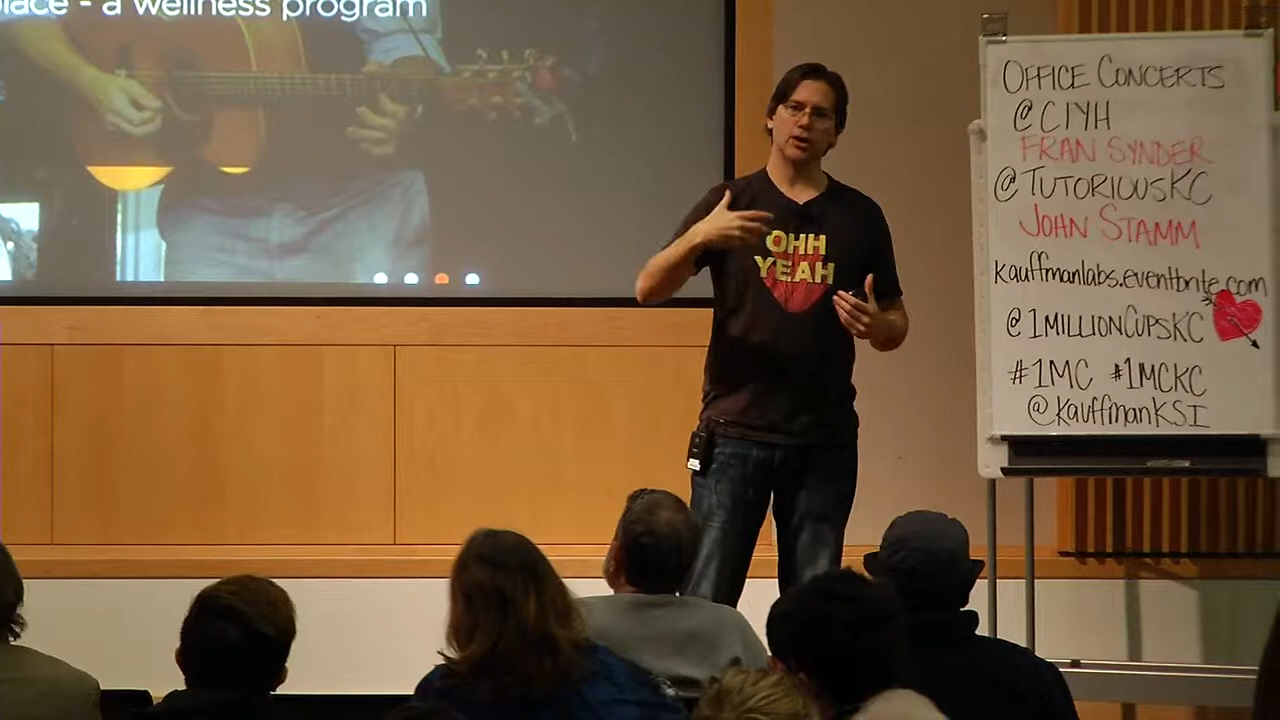 place - a wellness program
OHH
YEAH
OFFICE CONCERTS
@CIYH
FRAN SYNDER
@TUTORIOUSKC
JOHN STAMM
kauffmanlabs.eventbrite.com
@1MILLIONCUPSKC
#1MC #1MCKC
@KauffmanKSI